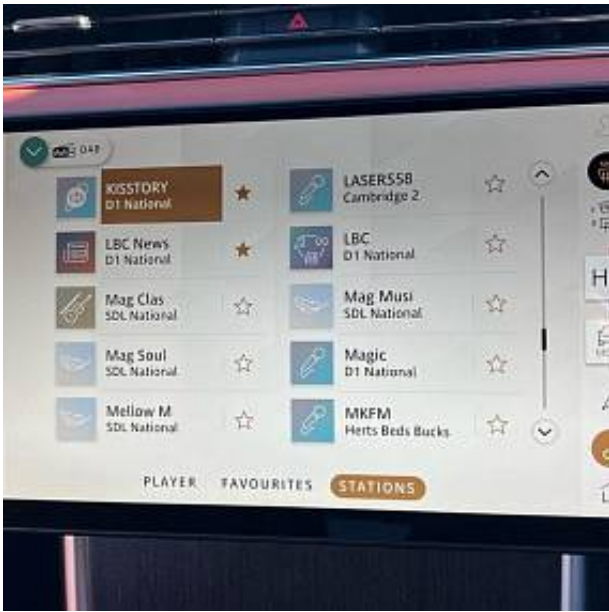 DAB
KISSTORY
D1 National
LASER558
Cambridge 2
LBC News
D1 National
LBC
D1 National
Mag Clas
SDL National
Mag Musi
SDL National
Mag Soul
SDL National
Magic
D1 National
Mellow M
SDL National
MKFM
Herts Beds Bucks
PLAYER FAVOURITES STATIONS
H